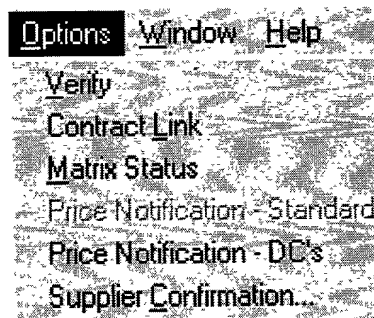 Options Window Help
Verify
Contract Link
Matrix Status
Price Notification - Standard
Price Notification - DC's
Supplier Confirmation...